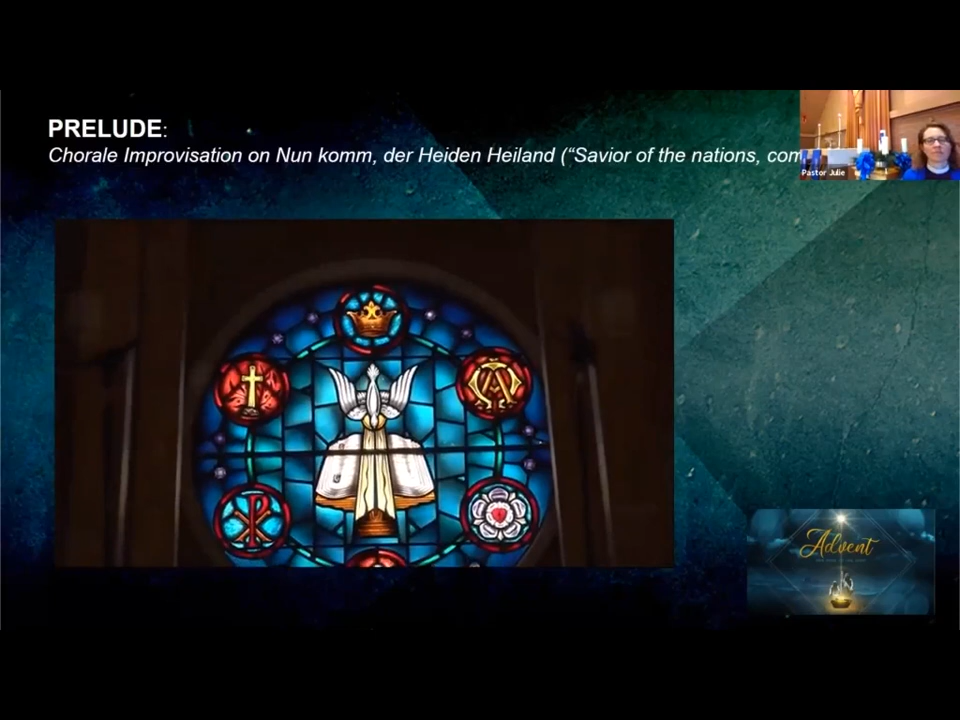 PRELUDE:
Chorale Improvisation on Nun komm, der Heiden Heiland (“Savior of the nations, com
Pastor Julie
Advent